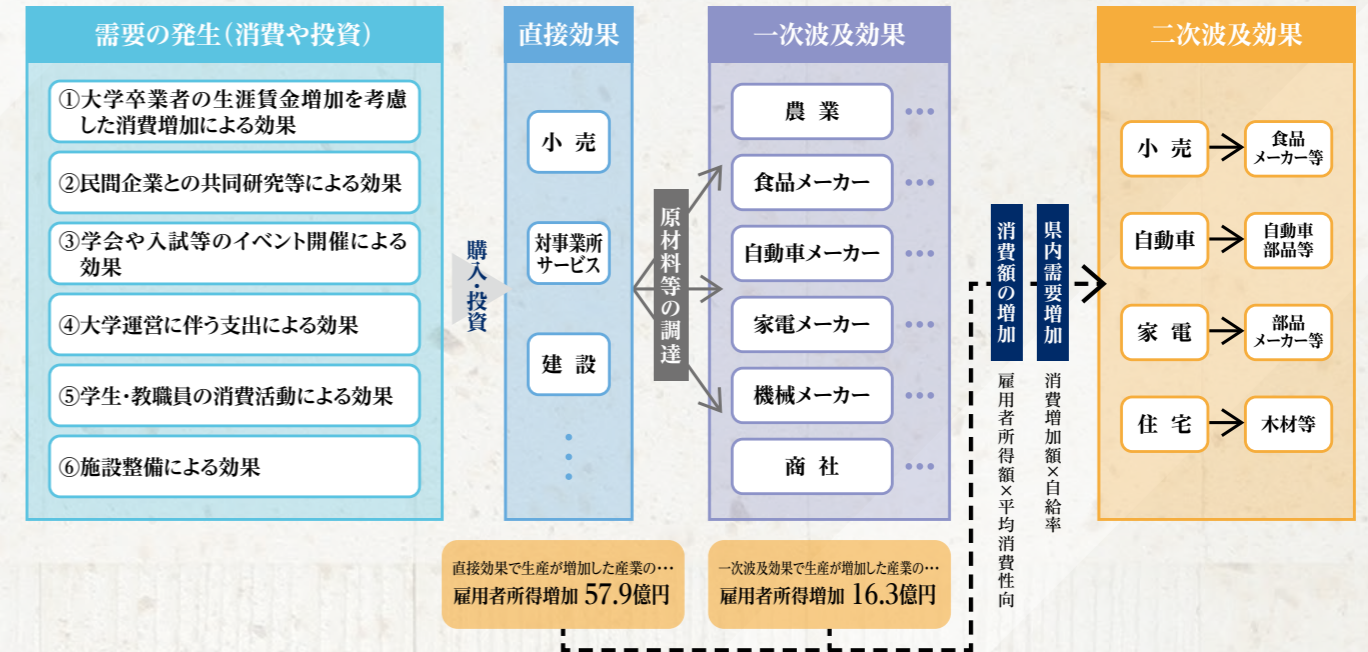 需要の発生（消費や投資）
①大学卒業者の生涯賃金増加を考慮
した消費増加による効果
②民間企業との共同研究等による効果
③学会や入試等のイベント開催による
効果
④大学運営に伴う支出による効果
⑤学生・教職員の消費活動による効果
⑥施設整備による効果
購入・投資
直接効果
小 売
対事業所
サービス
建 設
原材料等の調達
一次波及効果
農 業
食品メーカー
自動車メーカー
家電メーカー
機械メーカー
商 社
直接効果で生産が増加した産業の…
雇用者所得増加 57.9億円
一次波及効果で生産が増加した産業の…
雇用者所得増加 16.3億円
消費額の増加
雇用者所得額×平均消費性向
県内需要増加
消費増加額×自給率
二次波及効果
小 売
食品
メーカー等
自動車
自動車
部品等
家 電
部品
メーカー等
住 宅
木材等